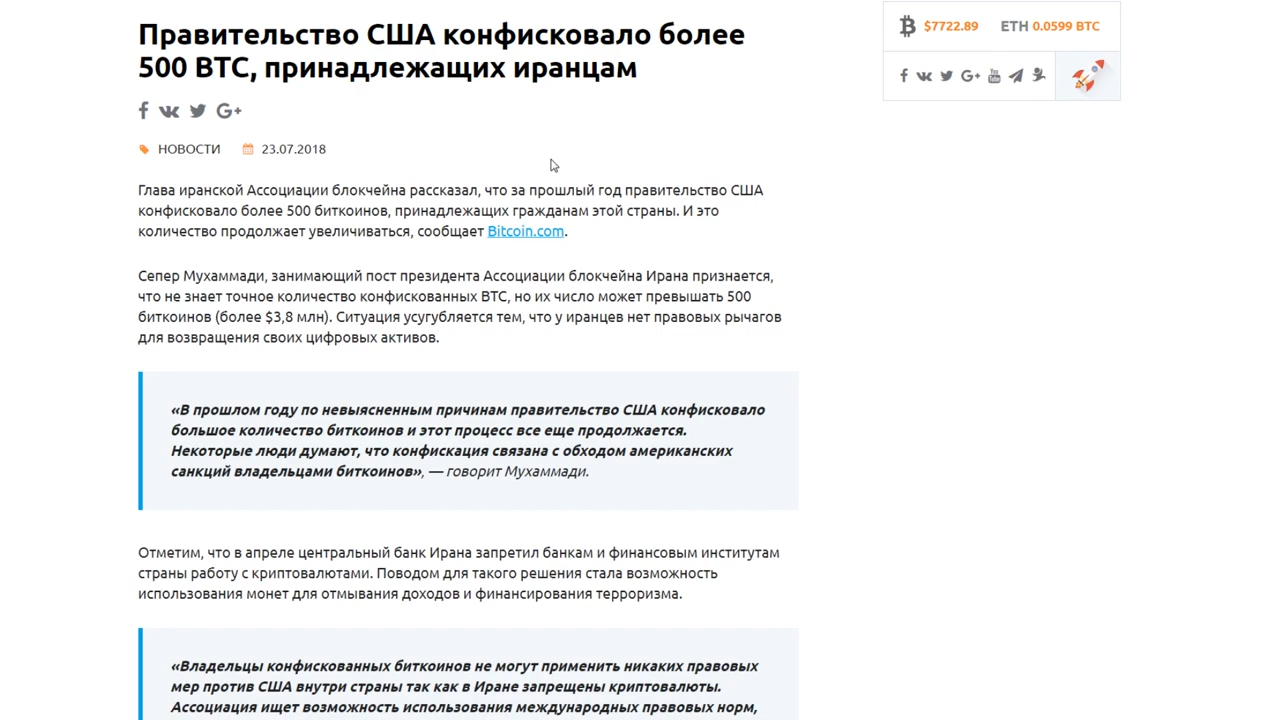 Правительство США конфисковало более
500 BTC, принадлежащих иранцам
$7722.89 ETH 0.0599 BTC
НОВОСТИ 23.07.2018
Глава иранской Ассоциации блокчейна рассказал, что за прошлый год правительство США
конфисковало более 500 биткоинов, принадлежащих гражданам этой страны. И это
количество продолжает увеличиваться, сообщает Bitcoin.com.
Сепер Мухаммади, занимающий пост президента Ассоциации блокчейна Ирана признается,
что не знает точное количество конфискованных BTC, но их число может превышать 500
биткоинов (более $3,8 млн). Ситуация усугубляется тем, что у иранцев нет правовых рычагов
для возвращения своих цифровых активов.
«В прошлом году по невыясненным причинам правительство США конфисковало
большое количество биткоинов и этот процесс все еще продолжается.
Некоторые люди думают, что конфискация связана с обходом американских
санкций владельцами биткоинов», — говорит Мухаммади.
Отметим, что в апреле центральный банк Ирана запретил банкам и финансовым институтам
страны работу с криптовалютами. Поводом для такого решения стала возможность
использования монет для отмывания доходов и финансирования терроризма.
«Владельцы конфискованных биткоинов не могут применить никаких правовых
мер против США внутри страны так как в Иране запрещены криптовалюты.
Ассоциация ищет возможность использования международных правовых норм,